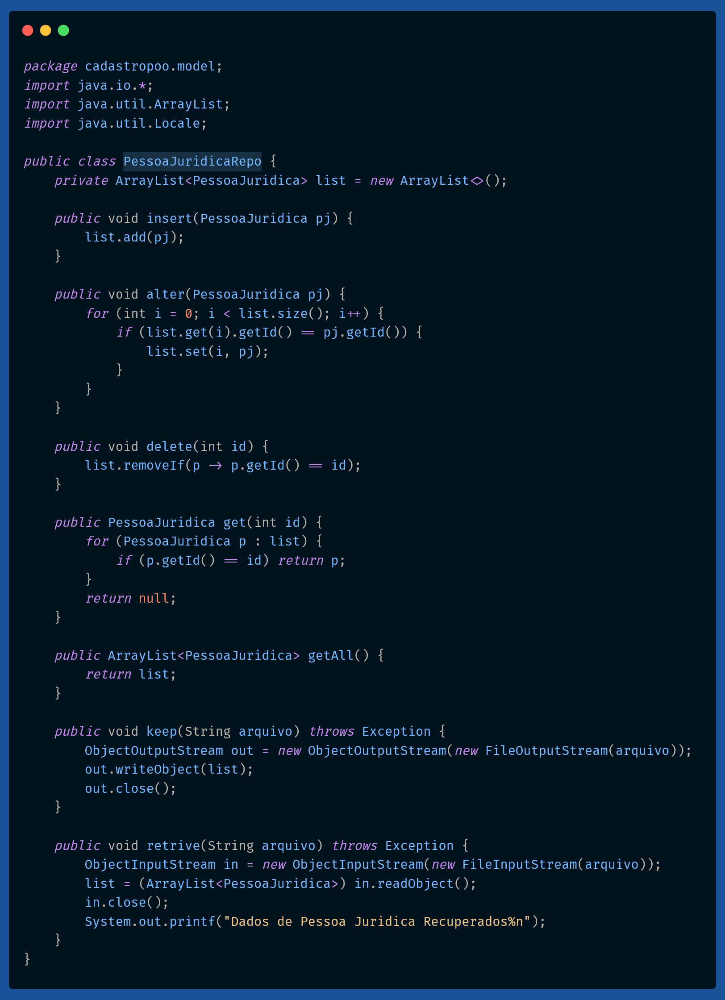 package cadastropoo.model;
import java.io.*;
import java.util.ArrayList;
import java.util.Locale;

public class PessoaJuridicaRepo {
    private ArrayList<PessoaJuridica> list = new ArrayList<>();

    public void insert(PessoaJuridica pj) {
        list.add(pj);
    }

    public void alter(PessoaJuridica pj) {
        for (int i = 0; i < list.size(); i++) {
            if (list.get(i).getId() == pj.getId()) {
                list.set(i, pj);
            }
        }
    }

    public void delete(int id) {
        list.removeIf(p -> p.getId() == id);
    }

    public PessoaJuridica get(int id) {
        for (PessoaJuridica p : list) {
            if (p.getId() == id) return p;
        }
        return null;
    }

    public ArrayList<PessoaJuridica> getAll() {
        return list;
    }

    public void keep(String arquivo) throws Exception {
        ObjectOutputStream out = new ObjectOutputStream(new FileOutputStream(arquivo));
        out.writeObject(list);
        out.close();
    }

    public void retrive(String arquivo) throws Exception {
        ObjectInputStream in = new ObjectInputStream(new FileInputStream(arquivo));
        list = (ArrayList<PessoaJuridica>) in.readObject();
        in.close();
        System.out.printf("Dados de Pessoa Juridica Recuperados%n");
    }
}